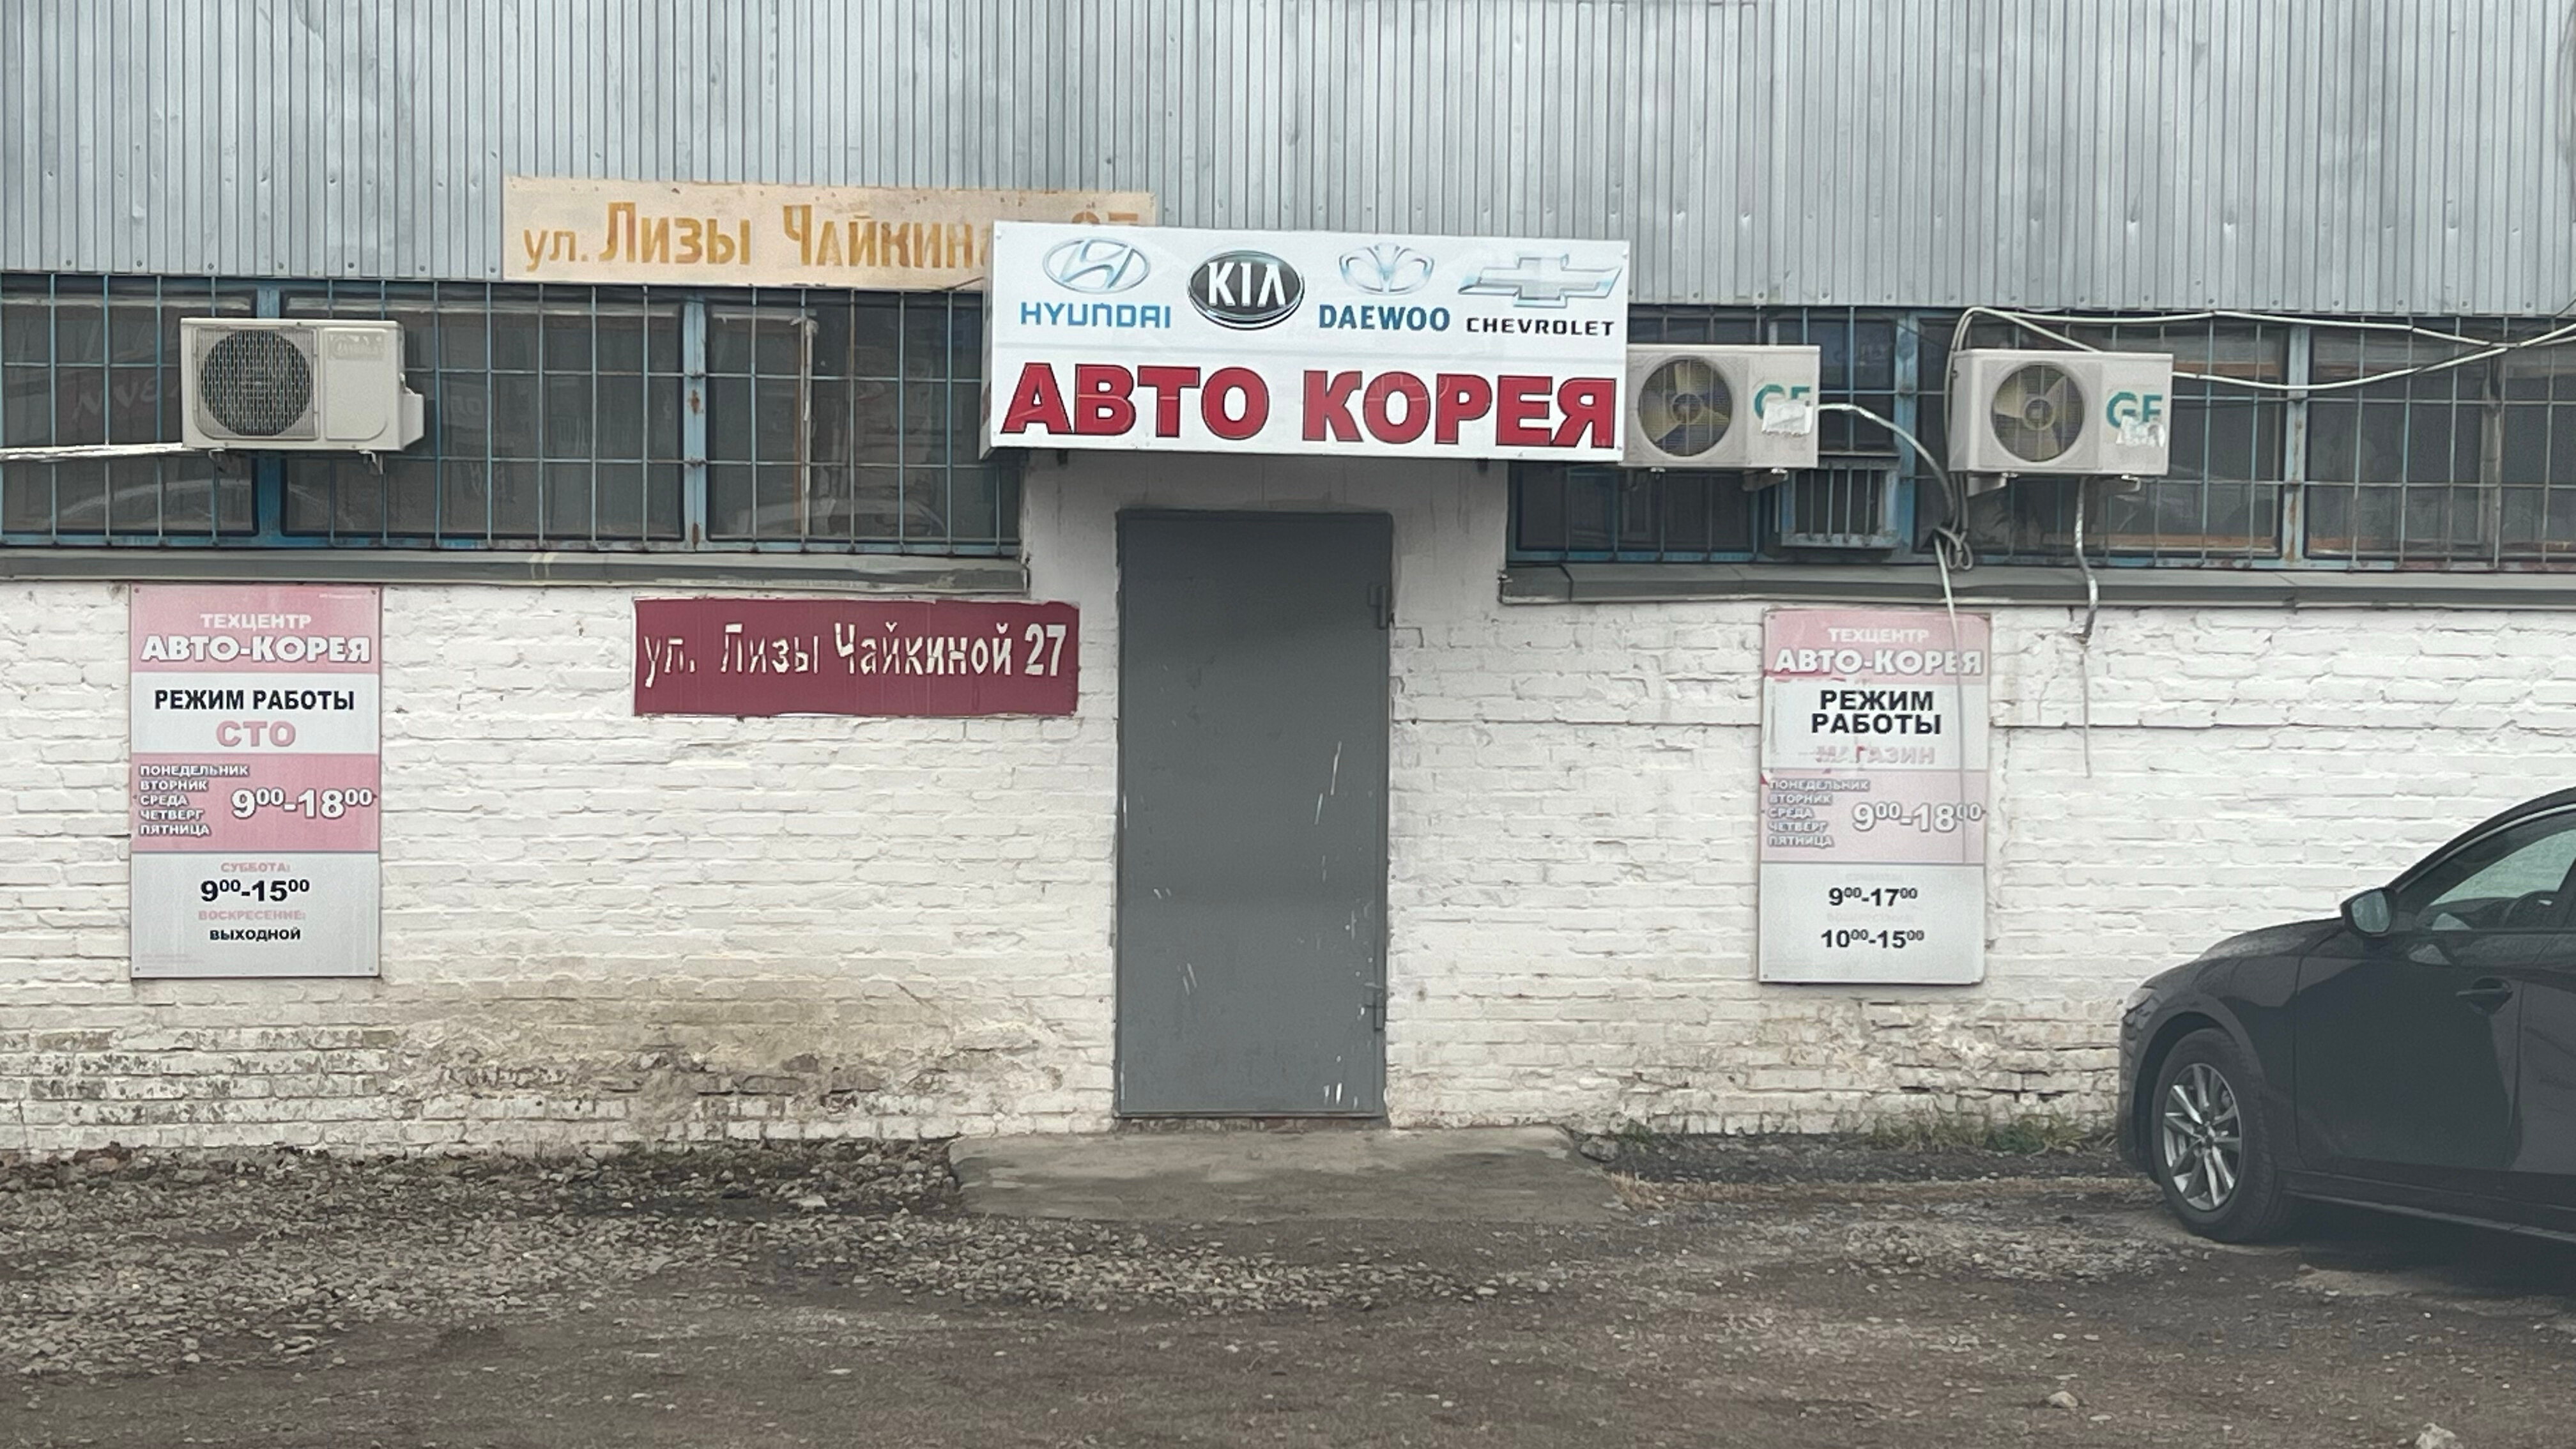 ул. Лизы Чайкин
HYUNDAI
KIA
DAEWOO
CHEVROLET
АВТО КОРЕЯ
GF
GF
ул. Лизы Чайкиной 27
ТЕХЦЕНТР
АВТО-КОРЕЯ
РЕЖИМ РАБОТЫ
СТО
ПОНЕДЕЛЬНИК
ВТОРНИК
СРЕДА
ЧЕТВЕРГ
ПЯТНИЦА
9⁰⁰-18⁰⁰
СУББОТА:
9⁰⁰-15⁰⁰
ВОСКРЕСЕНИЕ:
ВЫХОДНОЙ
ТЕХЦЕНТР
АВТО-КОРЕЯ
РЕЖИМ
РАБОТЫ
МАГАЗИН
ПОНЕДЕЛЬНИК
ВТОРНИК
СРЕДА
ЧЕТВЕРГ
ПЯТНИЦА
9⁰⁰-18⁰⁰
9⁰⁰-17⁰⁰
10⁰⁰-15⁰⁰